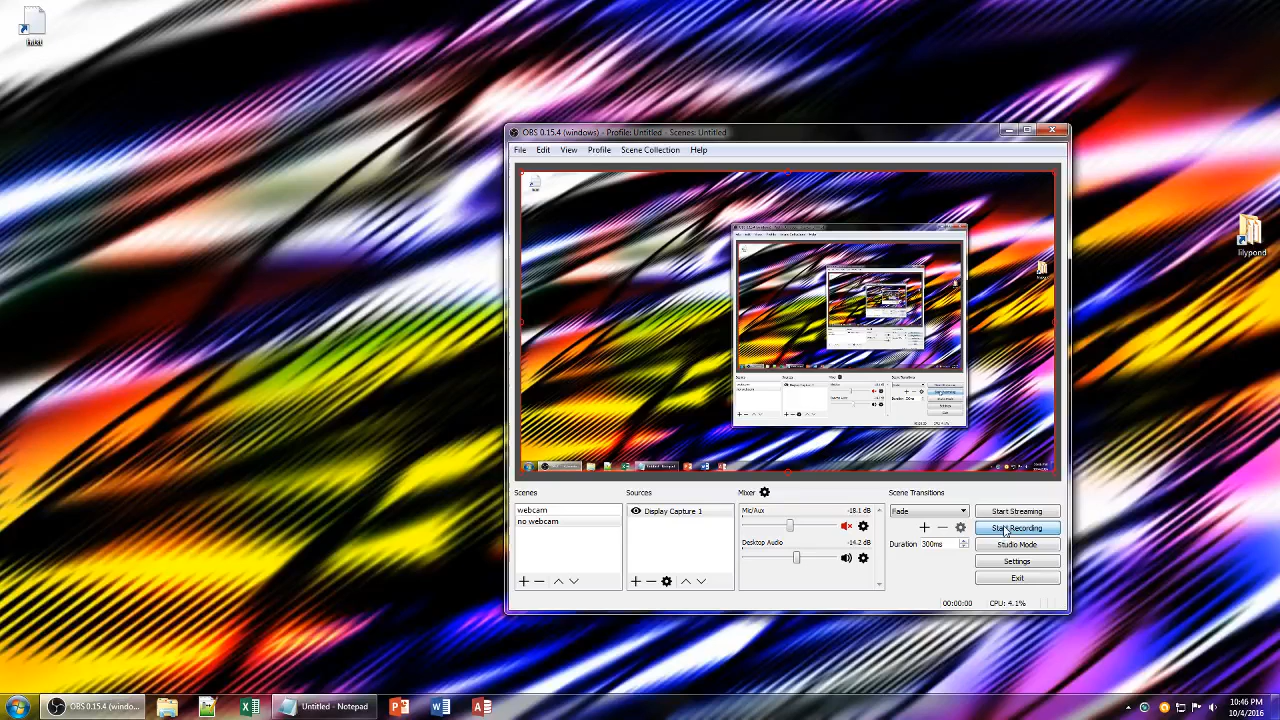 h.txt
OBS 0.15.4 (windows) - Profile: Untitled - Scenes: Untitled
File Edit View Profile Scene Collection Help
lilypond
Scenes
webcam
no webcam
Sources
Display Capture 1
Mixer
Mic/Aux -18.1 dB
Desktop Audio -14.2 dB
Scene Transitions
Fade
Duration 300ms
Start Streaming
Start Recording
Studio Mode
Settings
Exit
00:00:00 CPU: 4.1%
OBS 0.15.4 (windo...
Untitled - Notepad
10:46 PM
10/4/2016